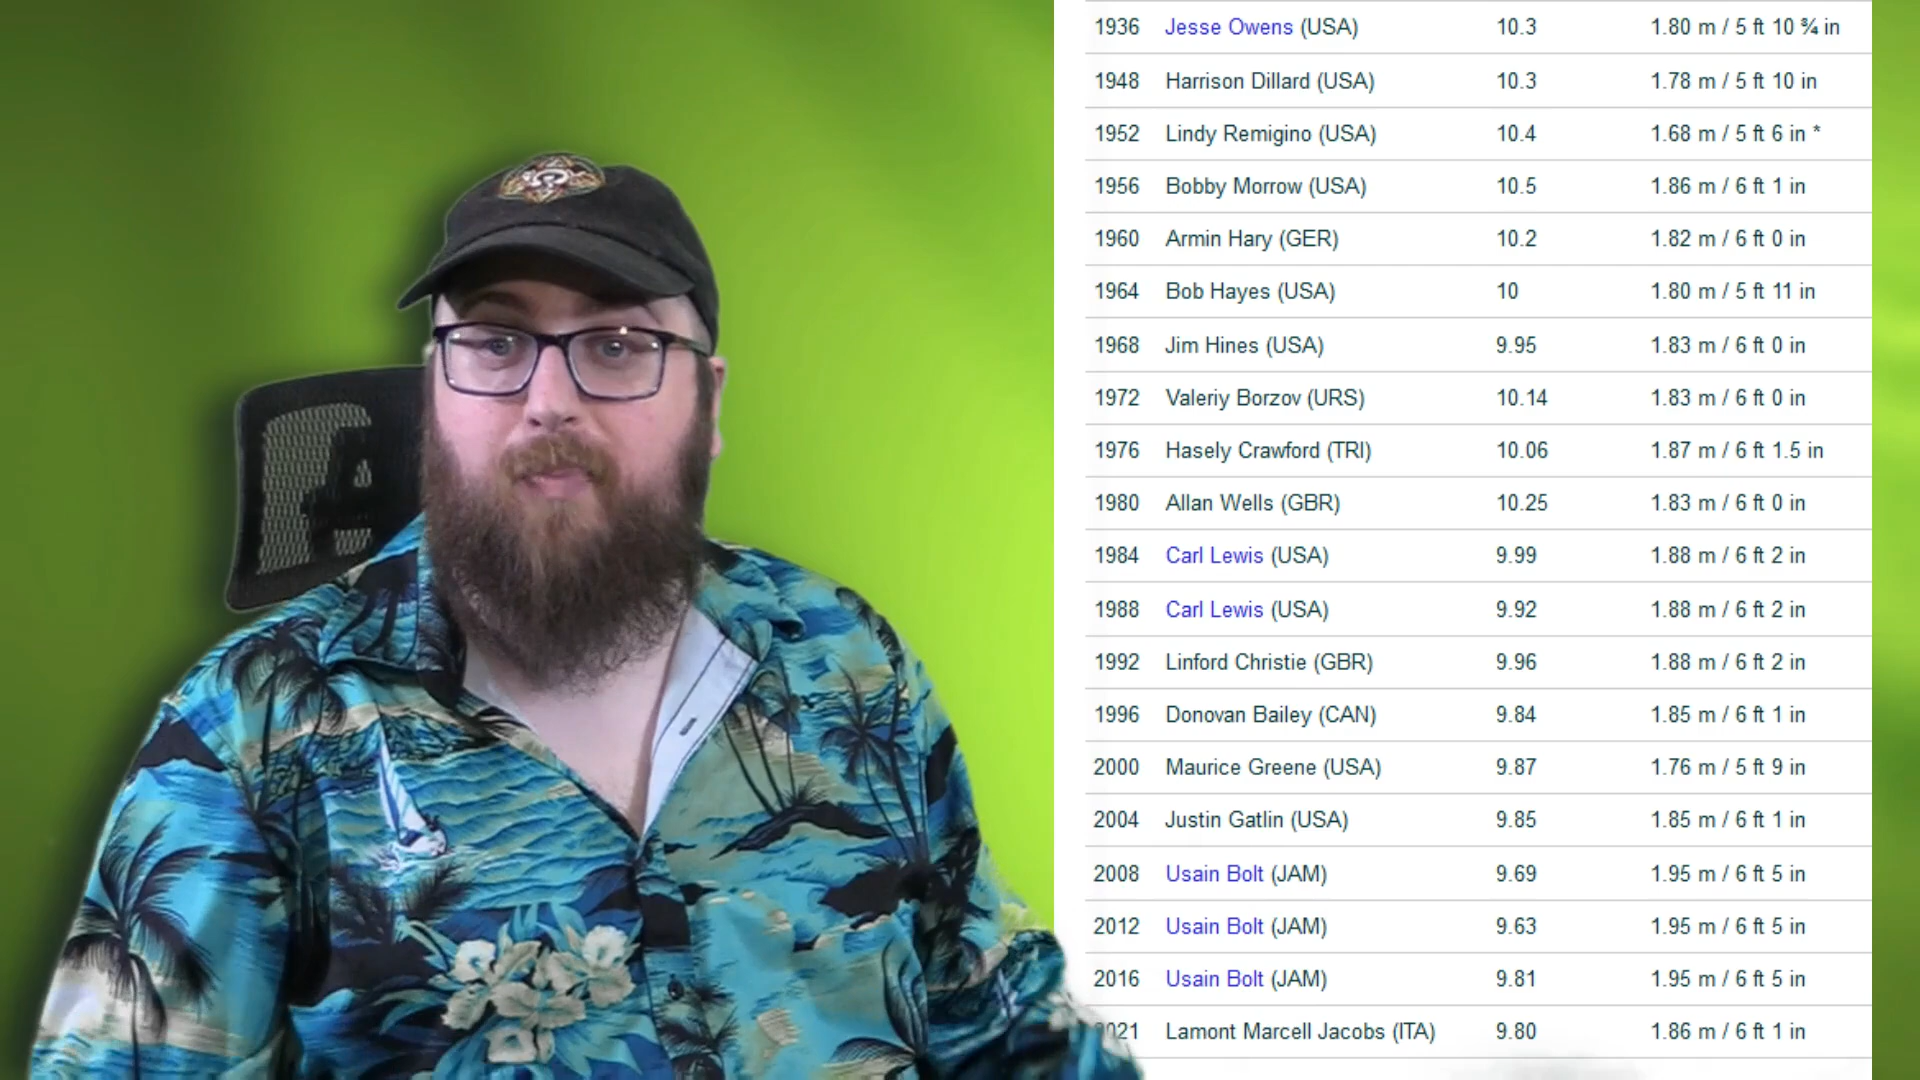 1936 Jesse Owens (USA) 10.3 1.80 m / 5 ft 10 ¾ in
1948 Harrison Dillard (USA) 10.3 1.78 m / 5 ft 10 in
1952 Lindy Remigino (USA) 10.4 1.68 m / 5 ft 6 in *
1956 Bobby Morrow (USA) 10.5 1.86 m / 6 ft 1 in
1960 Armin Hary (GER) 10.2 1.82 m / 6 ft 0 in
1964 Bob Hayes (USA) 10 1.80 m / 5 ft 11 in
1968 Jim Hines (USA) 9.95 1.83 m / 6 ft 0 in
1972 Valeriy Borzov (URS) 10.14 1.83 m / 6 ft 0 in
1976 Hasely Crawford (TRI) 10.06 1.87 m / 6 ft 1.5 in
1980 Allan Wells (GBR) 10.25 1.83 m / 6 ft 0 in
1984 Carl Lewis (USA) 9.99 1.88 m / 6 ft 2 in
1988 Carl Lewis (USA) 9.92 1.88 m / 6 ft 2 in
1992 Linford Christie (GBR) 9.96 1.88 m / 6 ft 2 in
1996 Donovan Bailey (CAN) 9.84 1.85 m / 6 ft 1 in
2000 Maurice Greene (USA) 9.87 1.76 m / 5 ft 9 in
2004 Justin Gatlin (USA) 9.85 1.85 m / 6 ft 1 in
2008 Usain Bolt (JAM) 9.69 1.95 m / 6 ft 5 in
2012 Usain Bolt (JAM) 9.63 1.95 m / 6 ft 5 in
2016 Usain Bolt (JAM) 9.81 1.95 m / 6 ft 5 in
021 Lamont Marcell Jacobs (ITA) 9.80 1.86 m / 6 ft 1 in